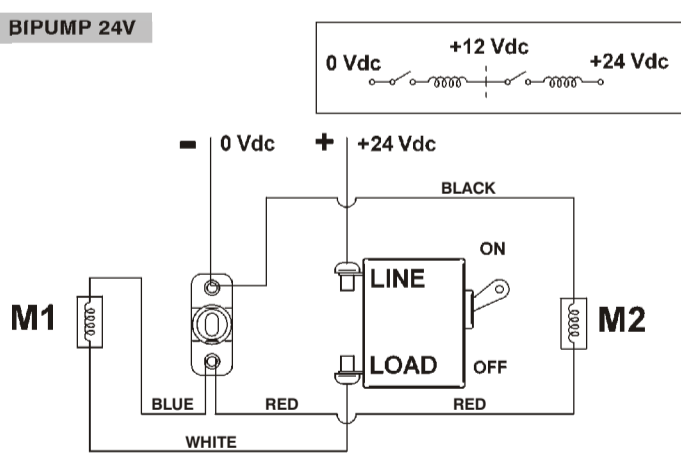 BIPUMP 24V
0 Vdc
+12 Vdc
+24 Vdc
- 0 Vdc
+ +24 Vdc
BLACK
ON
LINE
M1
M2
LOAD
OFF
BLUE
RED
RED
WHITE